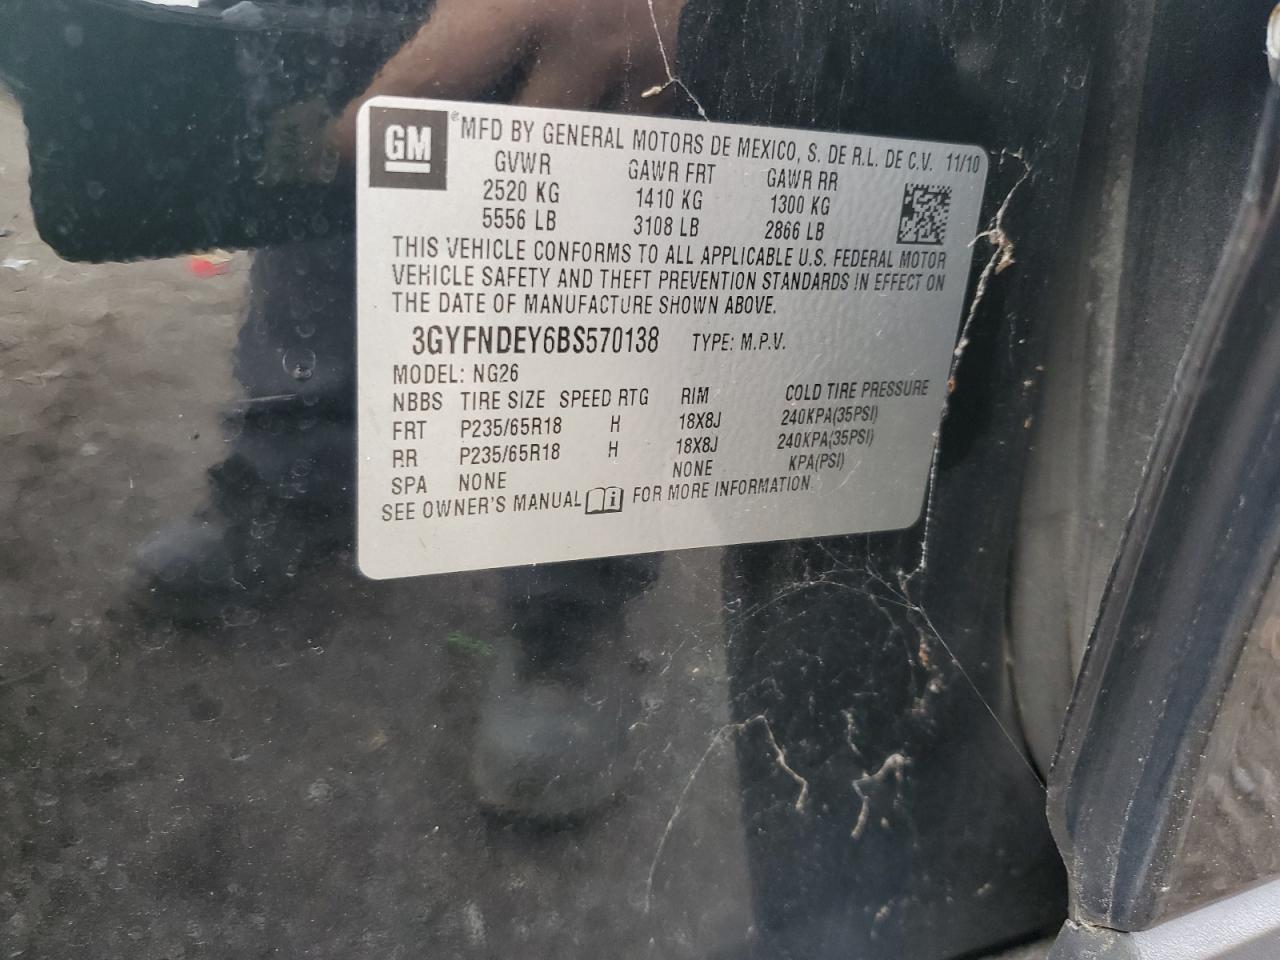 GM ® MFD BY GENERAL MOTORS DE MEXICO, S. DE R.L. DE C.V. 11/10
GVWR GAWR FRT GAWR RR
2520 KG 1410 KG 1300 KG
5556 LB 3108 LB 2866 LB
THIS VEHICLE CONFORMS TO ALL APPLICABLE U.S. FEDERAL MOTOR
VEHICLE SAFETY AND THEFT PREVENTION STANDARDS IN EFFECT ON
THE DATE OF MANUFACTURE SHOWN ABOVE.
3GYFNDEY6BS570138 TYPE: M.P.V.
MODEL: NG26
NBBS TIRE SIZE SPEED RTG RIM COLD TIRE PRESSURE
FRT P235/65R18 H 18X8J 240KPA(35PSI)
RR P235/65R18 H 18X8J 240KPA(35PSI)
SPA NONE NONE KPA(PSI)
SEE OWNER'S MANUAL i FOR MORE INFORMATION